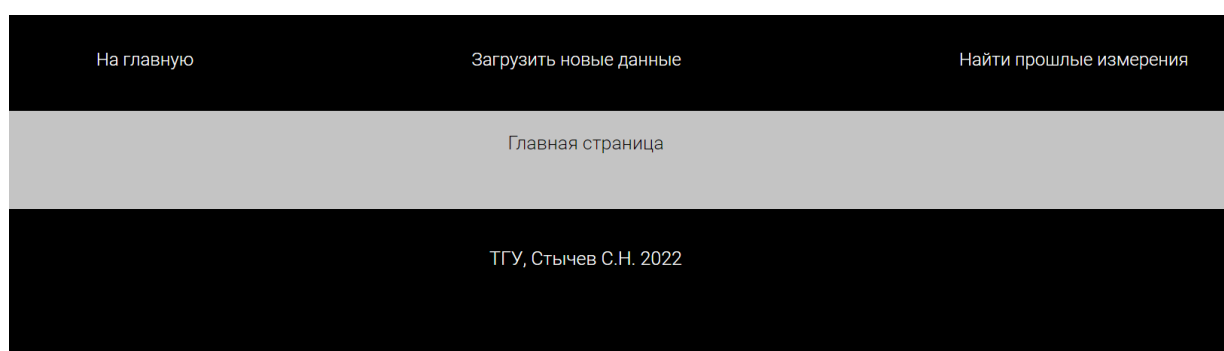 На главную
Загрузить новые данные
Найти прошлые измерения
Главная страница
ТГУ, Стычев С.Н. 2022